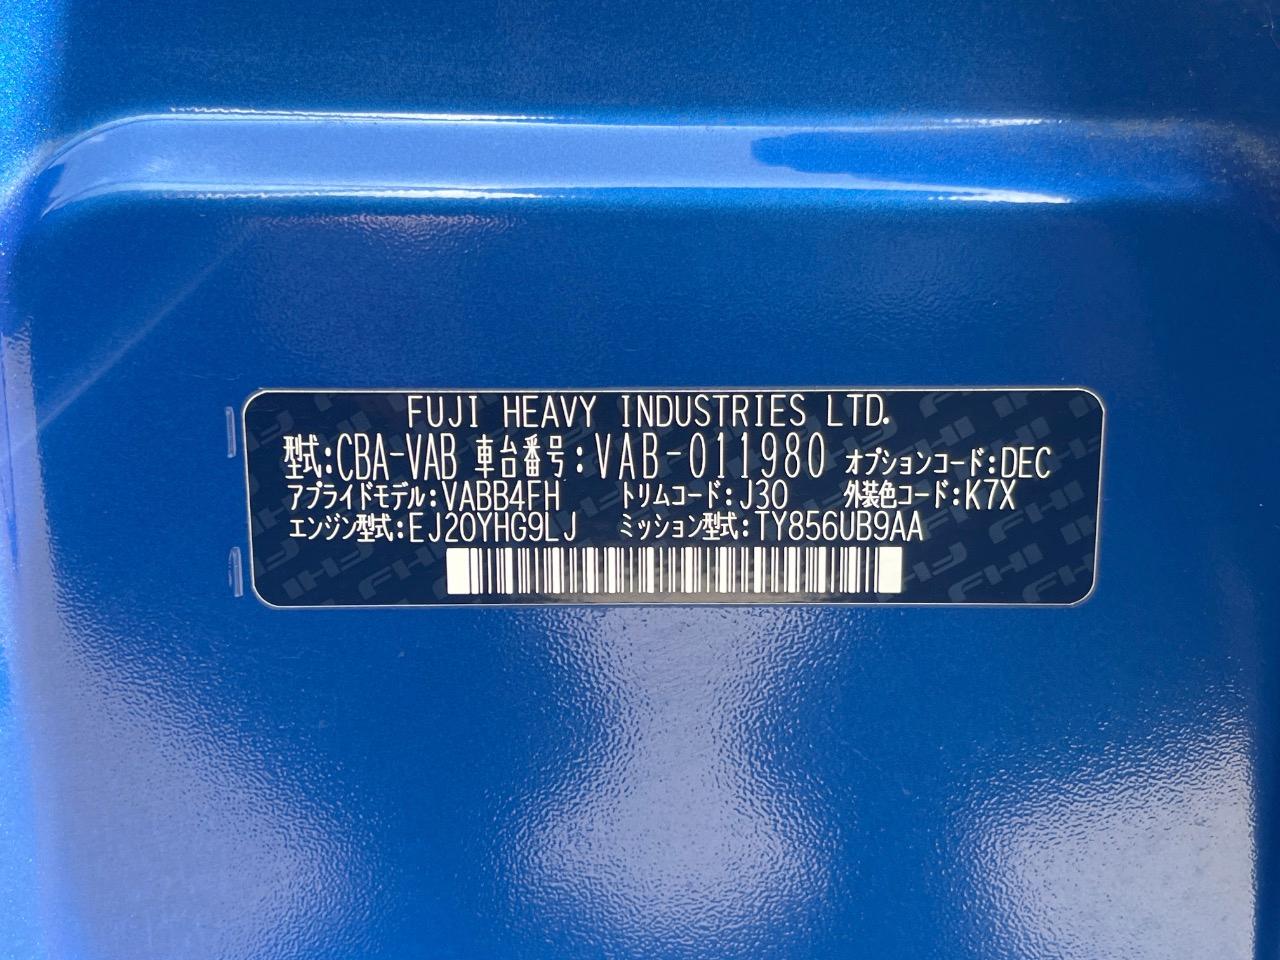 FUJI HEAVY INDUSTRIES LTD.
型式:CBA-VAB 車台番号:VAB-011980 オプションコード:DEC
アプライドモデル:VABB4FH トリムコード:J30 外装色コード:K7X
エンジン型式:EJ20YHG9LJ ミッション型式:TY856UB9AA